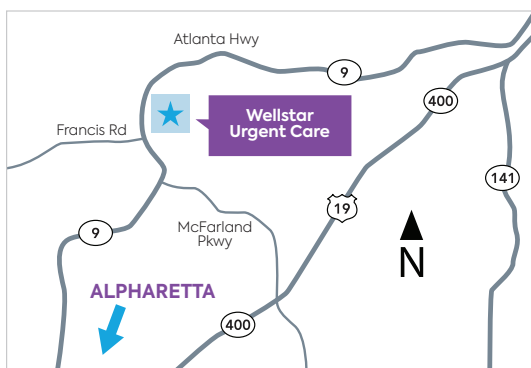 Atlanta Hwy
9
400
Wellstar
Urgent Care
Francis Rd
141
19
McFarland
Pkwy
9
N
ALPHARETTA
400